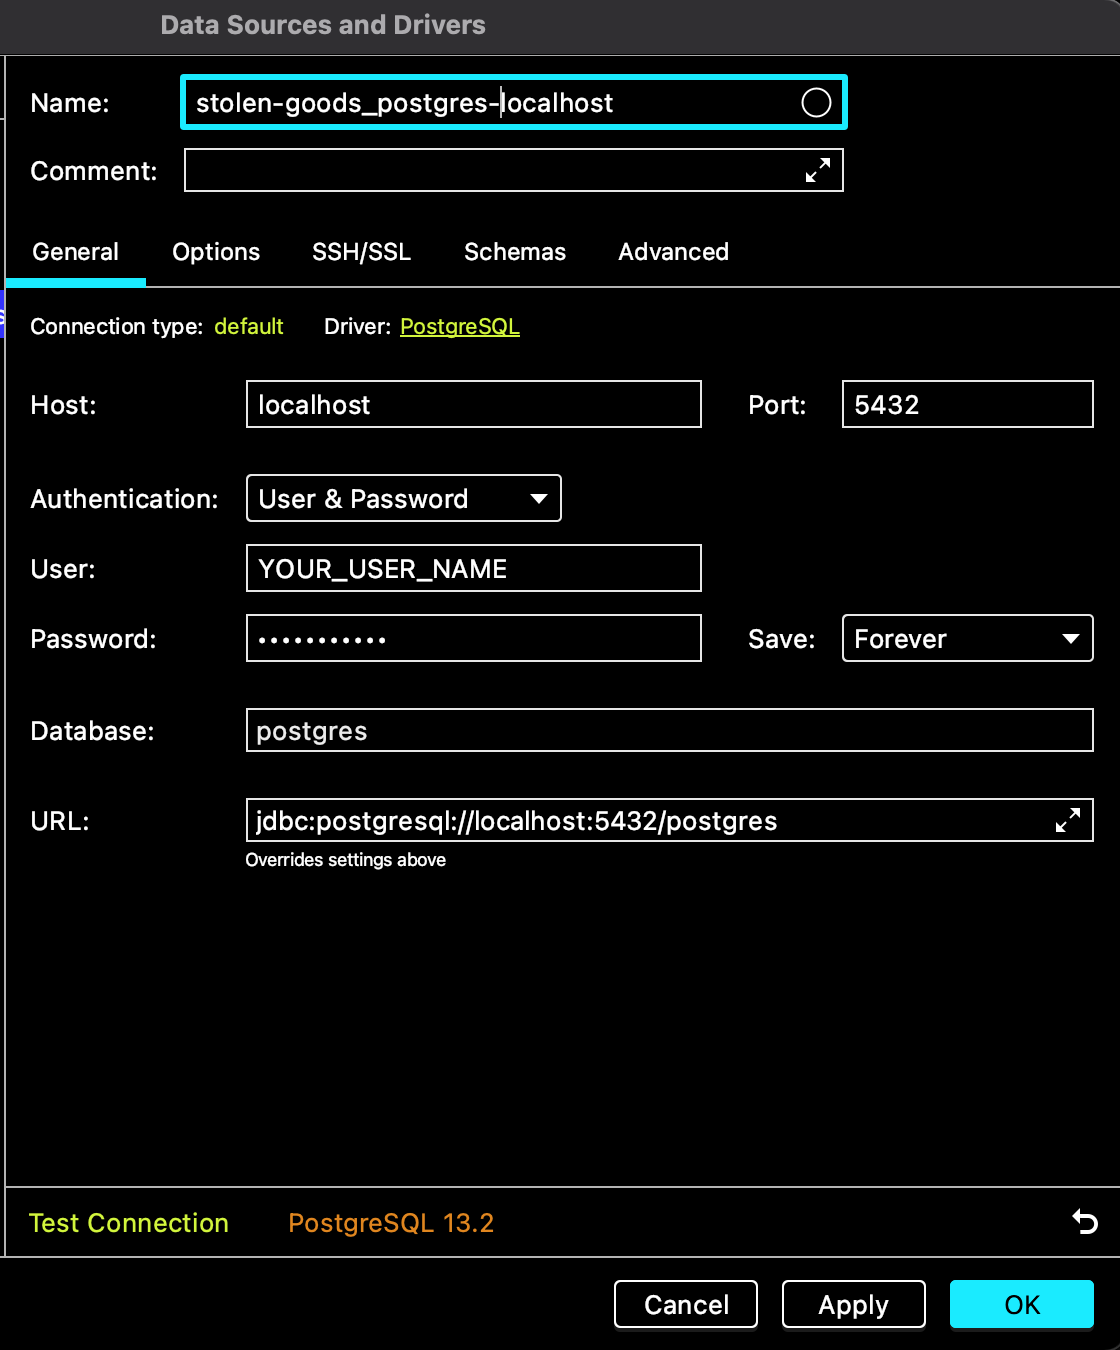 Data Sources and Drivers
Name: stolen-goods_postgres-localhost
Comment:
General Options SSH/SSL Schemas Advanced
Connection type: default Driver: PostgreSQL
Host: localhost Port: 5432
Authentication: User & Password
User: YOUR_USER_NAME
Password: ••••••••••• Save: Forever
Database: postgres
URL: jdbc:postgresql://localhost:5432/postgres
Overrides settings above
Test Connection PostgreSQL 13.2
Cancel Apply OK